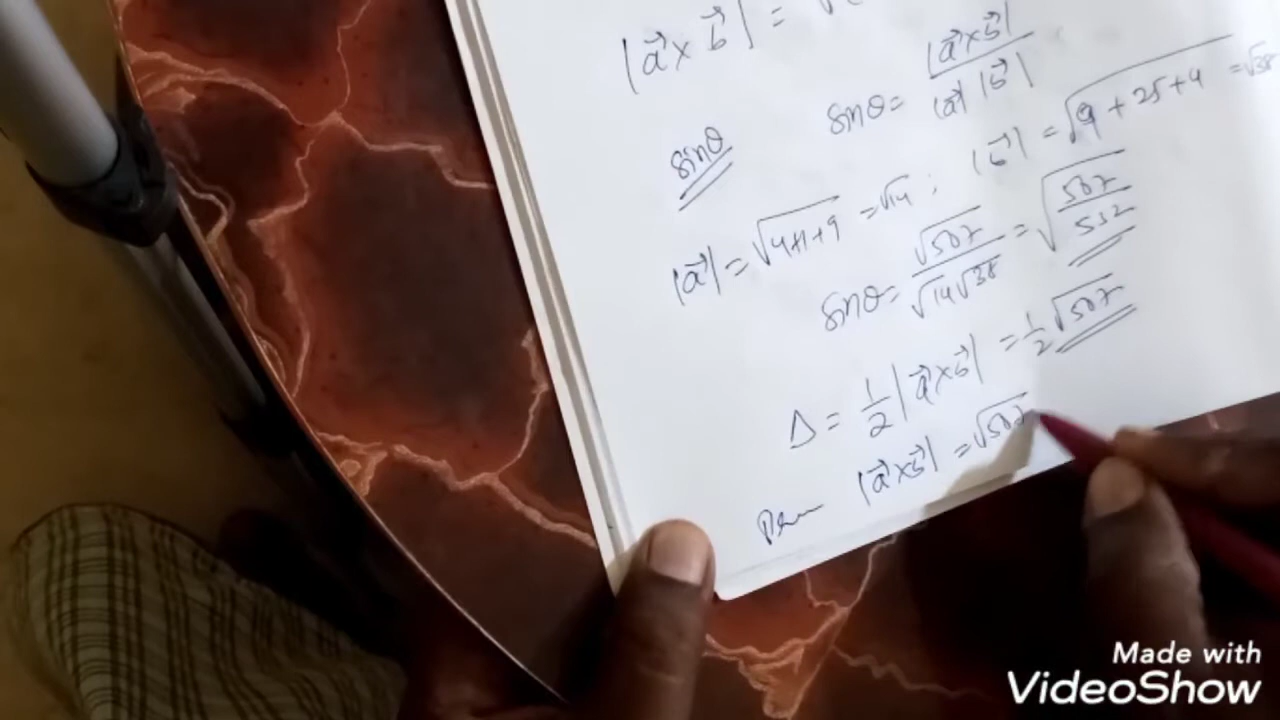 |a⃗ × b⃗| = √
sinθ = |a⃗×b⃗| / |a⃗| |b⃗|
sinθ
|a⃗| = √4+1+9 = √14 ; |b⃗| = √9 + 25 + 4 = √38
sinθ = √507 / √14√38 = √507/532
Δ = 1/2 |a⃗×b⃗| = 1/2 √507
|a⃗×b⃗| = √507
Made with
VideoShow